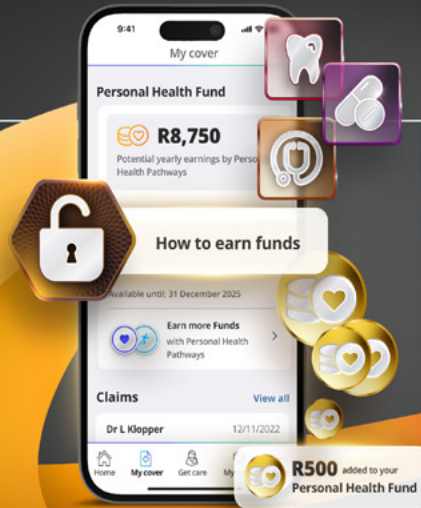 9:41
My cover
Personal Health Fund
R8,750
Potential yearly earnings by
Health Pathways
How to earn funds
Available until: 31 December 2025
Earn more Funds
with Personal Health
Pathways
Claims
View all
Dr L Klopper
12/11/2022
Home
My cover
Get care
R500 added to your
Personal Health Fund